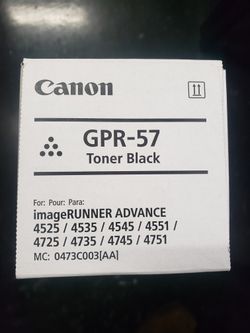 Canon
GPR-57
Toner Black
For: Pour: Para:
imageRUNNER ADVANCE
4525 / 4535 / 4545 / 4551 /
4725 / 4735 / 4745 / 4751
MC: 0473C003[AA]